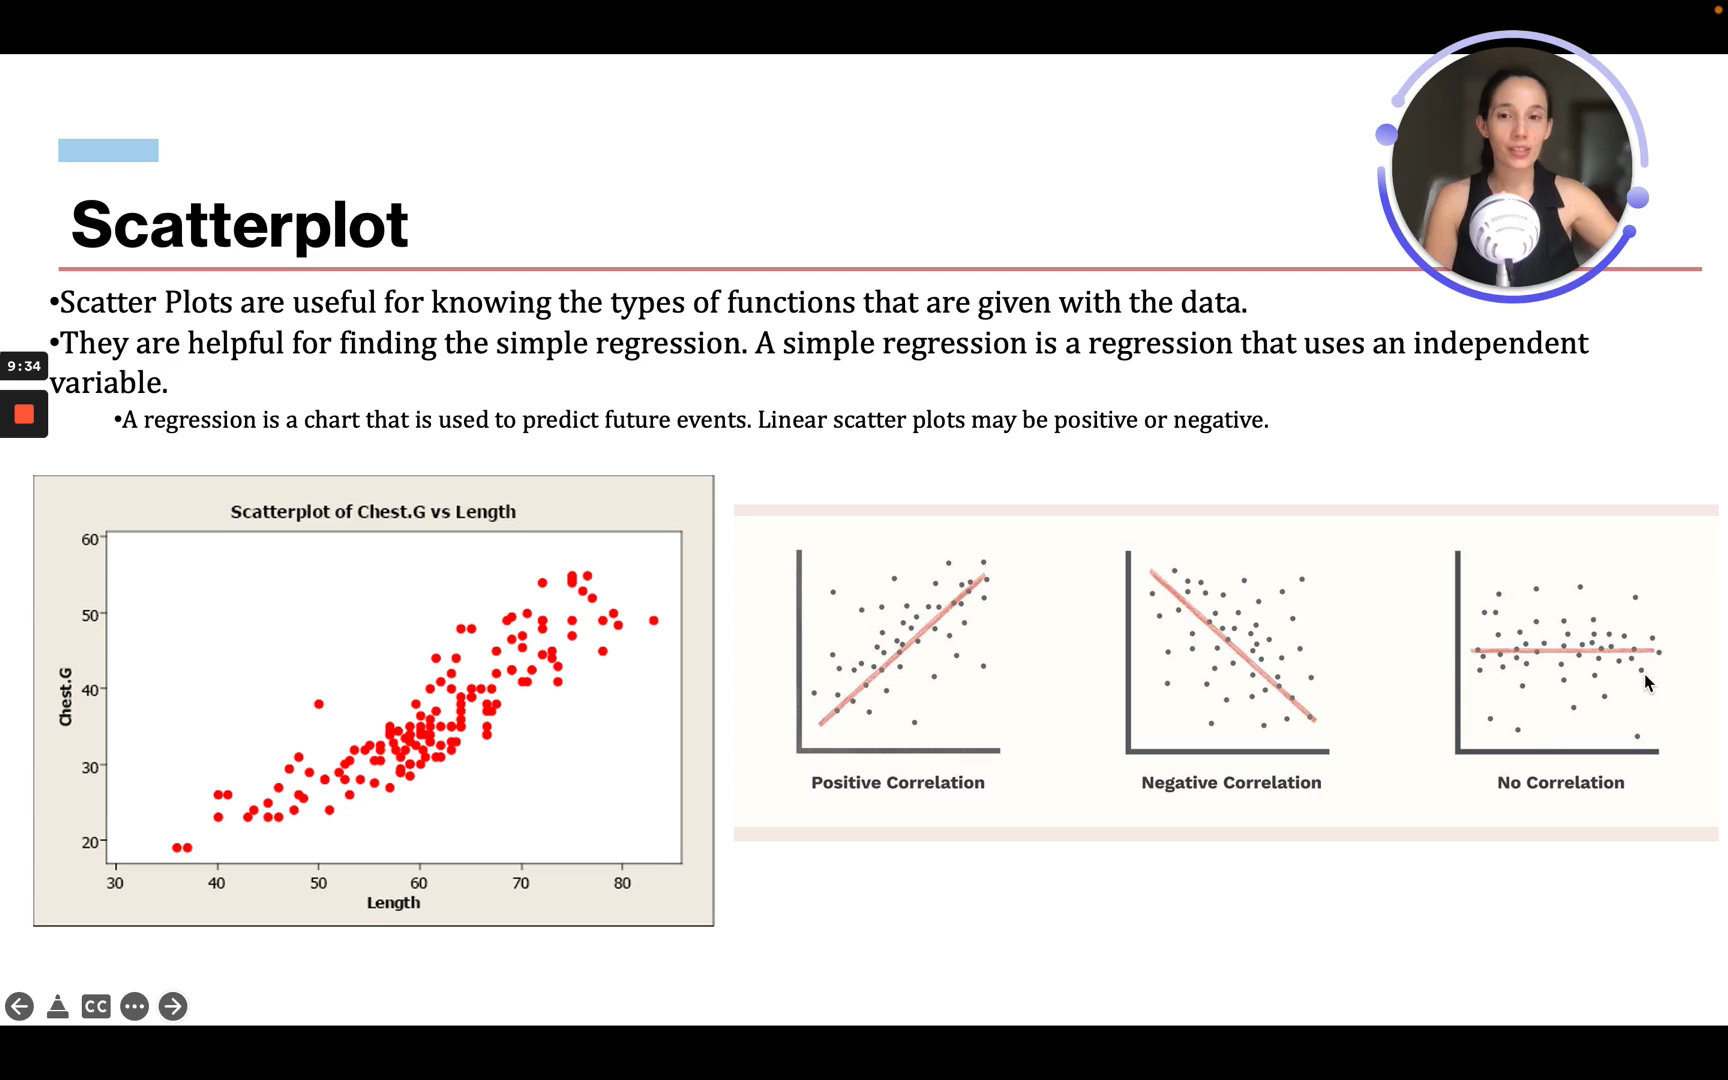 Scatterplot
•Scatter Plots are useful for knowing the types of functions that are given with the data.
•They are helpful for finding the simple regression. A simple regression is a regression that uses an independent
variable.
•A regression is a chart that is used to predict future events. Linear scatter plots may be positive or negative.
9:34
Scatterplot of Chest.G vs Length
60
50
40
30
20
Chest.G
30 40 50 60 70 80
Length
Positive Correlation
Negative Correlation
No Correlation
CC